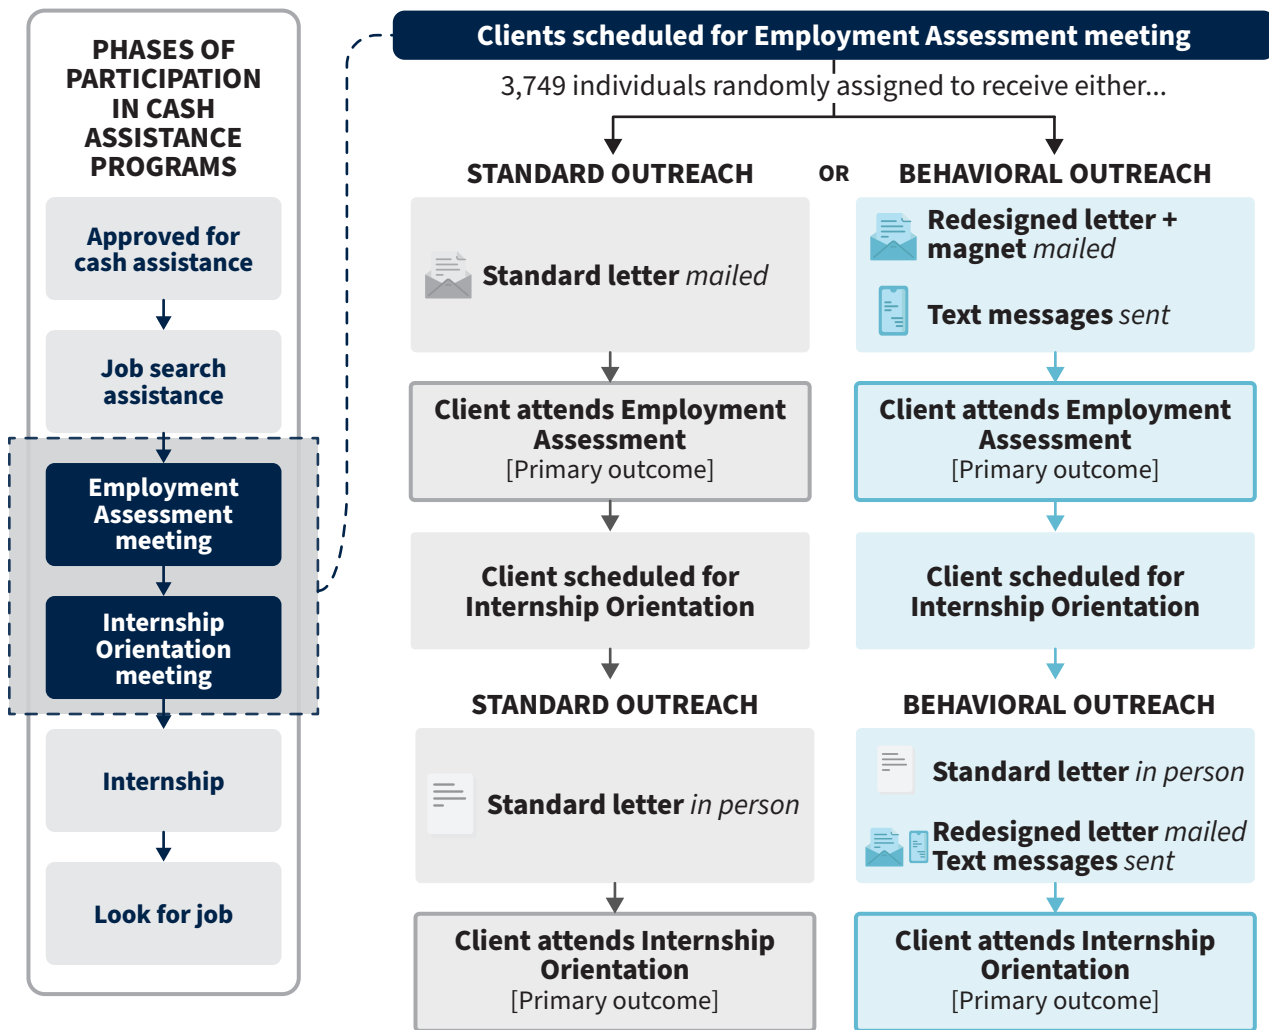 PHASES OF
PARTICIPATION
IN CASH
ASSISTANCE
PROGRAMS
Approved for
cash assistance
Job search
assistance
Employment
Assessment
meeting
Internship
Orientation
meeting
Internship
Look for job
Clients scheduled for Employment Assessment meeting
3,749 individuals randomly assigned to receive either...
STANDARD OUTREACH
OR
BEHAVIORAL OUTREACH
Standard letter mailed
Redesigned letter +
magnet mailed
Text messages sent
Client attends Employment
Assessment
[Primary outcome]
Client attends Employment
Assessment
[Primary outcome]
Client scheduled for
Internship Orientation
Client scheduled for
Internship Orientation
STANDARD OUTREACH
BEHAVIORAL OUTREACH
Standard letter in person
Standard letter in person
Redesigned letter mailed
Text messages sent
Client attends Internship
Orientation
[Primary outcome]
Client attends Internship
Orientation
[Primary outcome]